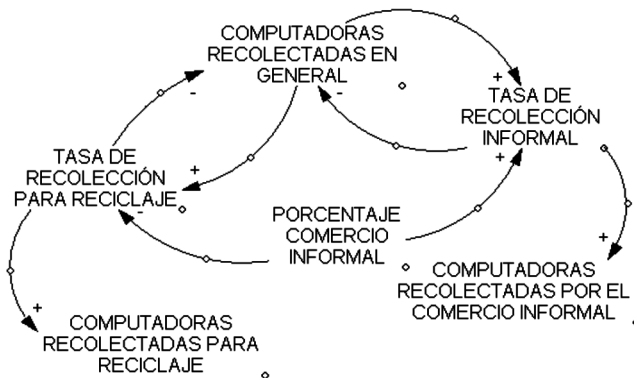 COMPUTADORAS
RECOLECTADAS EN
GENERAL
+
-
-
TASA DE
RECOLECCIÓN
INFORMAL
TASA DE
RECOLECCIÓN
PARA RECICLAJE
+
+
-
PORCENTAJE
COMERCIO
INFORMAL
+
COMPUTADORAS
RECOLECTADAS POR EL
COMERCIO INFORMAL
+
COMPUTADORAS
RECOLECTADAS PARA
RECICLAJE